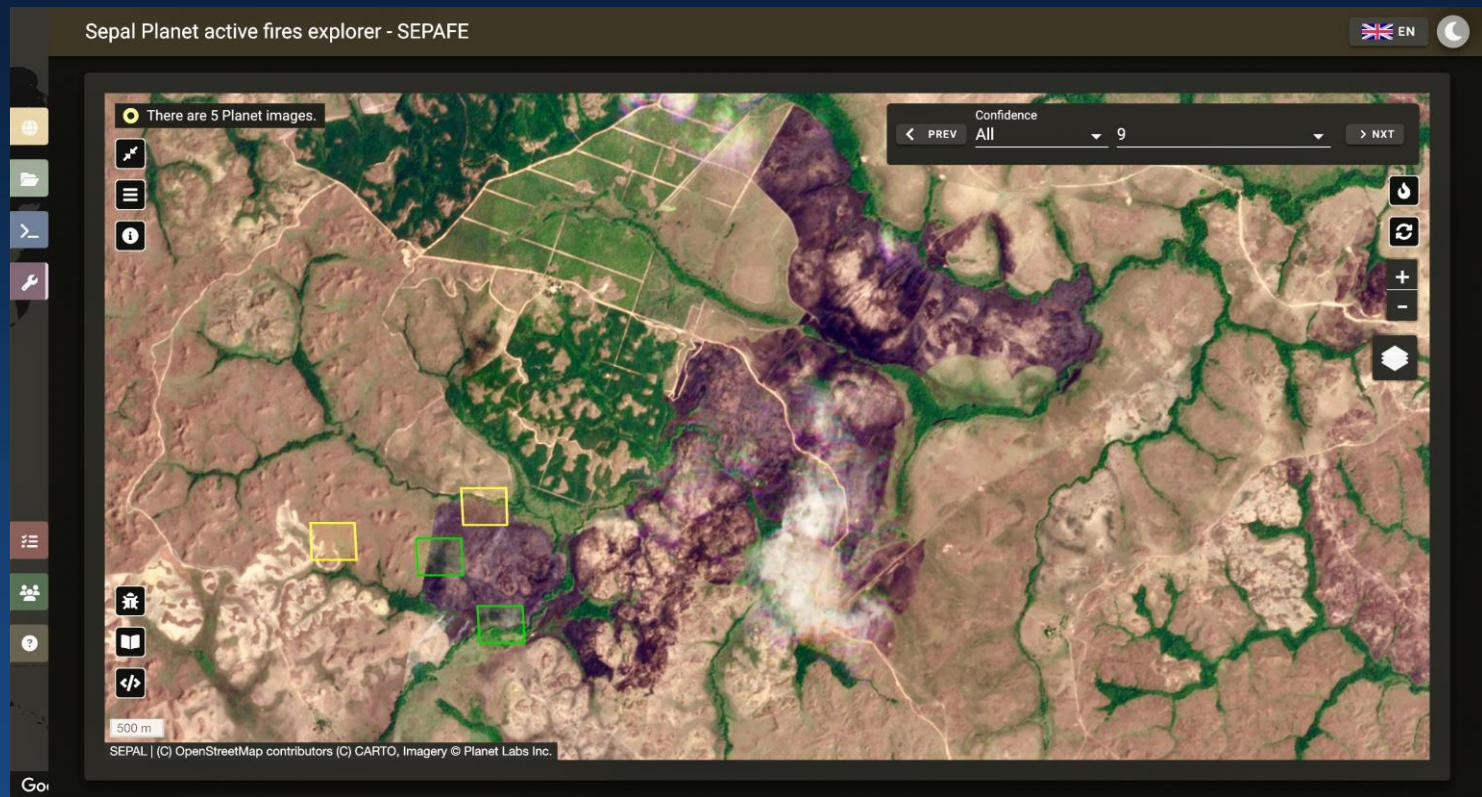 Sepal Planet active fires explorer - SEPAFE
EN
There are 5 Planet images.
Confidence
PREV
All
9
NXT
+
-
500 m
SEPAL | (C) OpenStreetMap contributors (C) CARTO, Imagery © Planet Labs Inc.
Goo